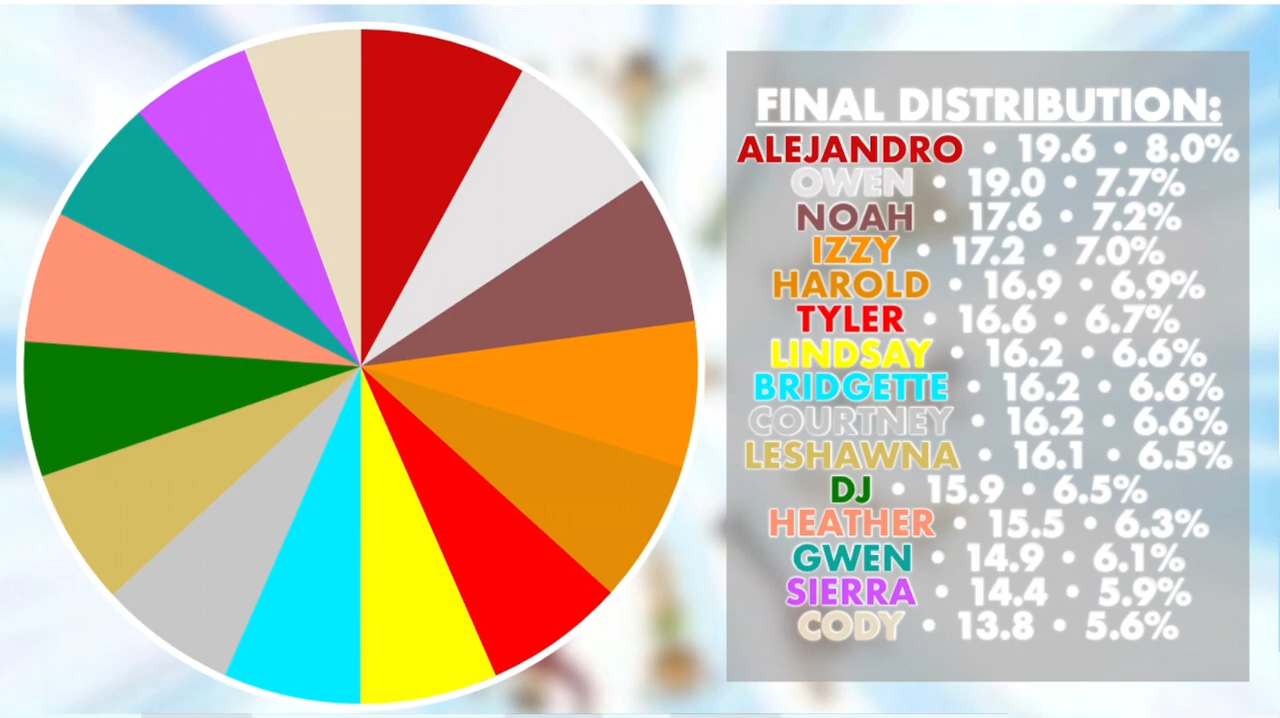 FINAL DISTRIBUTION:
ALEJANDRO • 19.6 • 8.0%
OWEN • 19.0 • 7.7%
NOAH • 17.6 • 7.2%
IZZY • 17.2 • 7.0%
HAROLD • 16.9 • 6.9%
TYLER • 16.6 • 6.7%
LINDSAY • 16.2 • 6.6%
BRIDGETTE • 16.2 • 6.6%
COURTNEY • 16.2 • 6.6%
LESHAWNA • 16.1 • 6.5%
DJ • 15.9 • 6.5%
HEATHER • 15.5 • 6.3%
GWEN • 14.9 • 6.1%
SIERRA • 14.4 • 5.9%
CODY • 13.8 • 5.6%